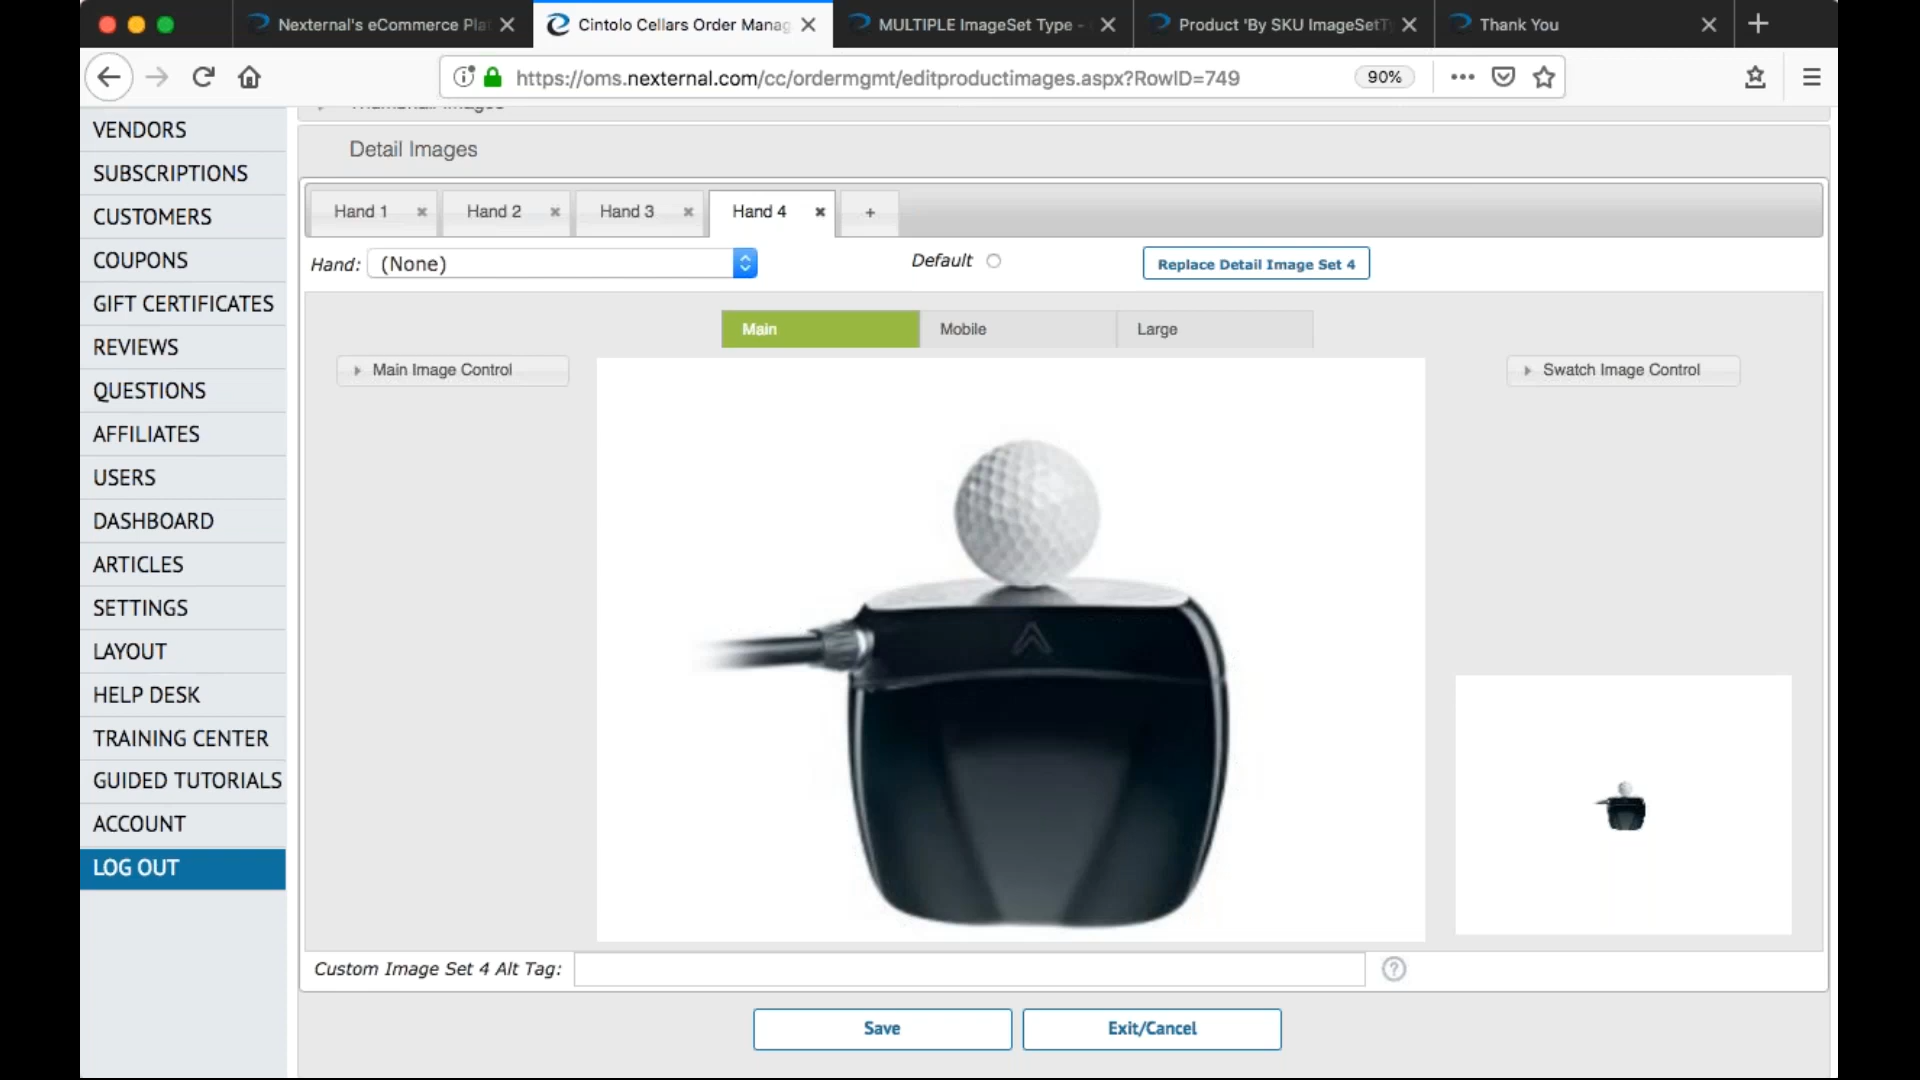 Nexternal's eCommerce Plat
Cintolo Cellars Order Manag
MULTIPLE ImageSet Type -
Product 'By SKU ImageSetTy
Thank You
https://oms.nexternal.com/cc/ordermgmt/editproductimages.aspx?RowID=749
90%
Thumbnail Images
Detail Images
VENDORS
SUBSCRIPTIONS
CUSTOMERS
COUPONS
GIFT CERTIFICATES
REVIEWS
QUESTIONS
AFFILIATES
USERS
DASHBOARD
ARTICLES
SETTINGS
LAYOUT
HELP DESK
TRAINING CENTER
GUIDED TUTORIALS
ACCOUNT
LOG OUT
Hand 1
Hand 2
Hand 3
Hand 4
+
Hand: (None)
Default
Replace Detail Image Set 4
Main
Mobile
Large
Main Image Control
Swatch Image Control
Custom Image Set 4 Alt Tag:
?
Save
Exit/Cancel